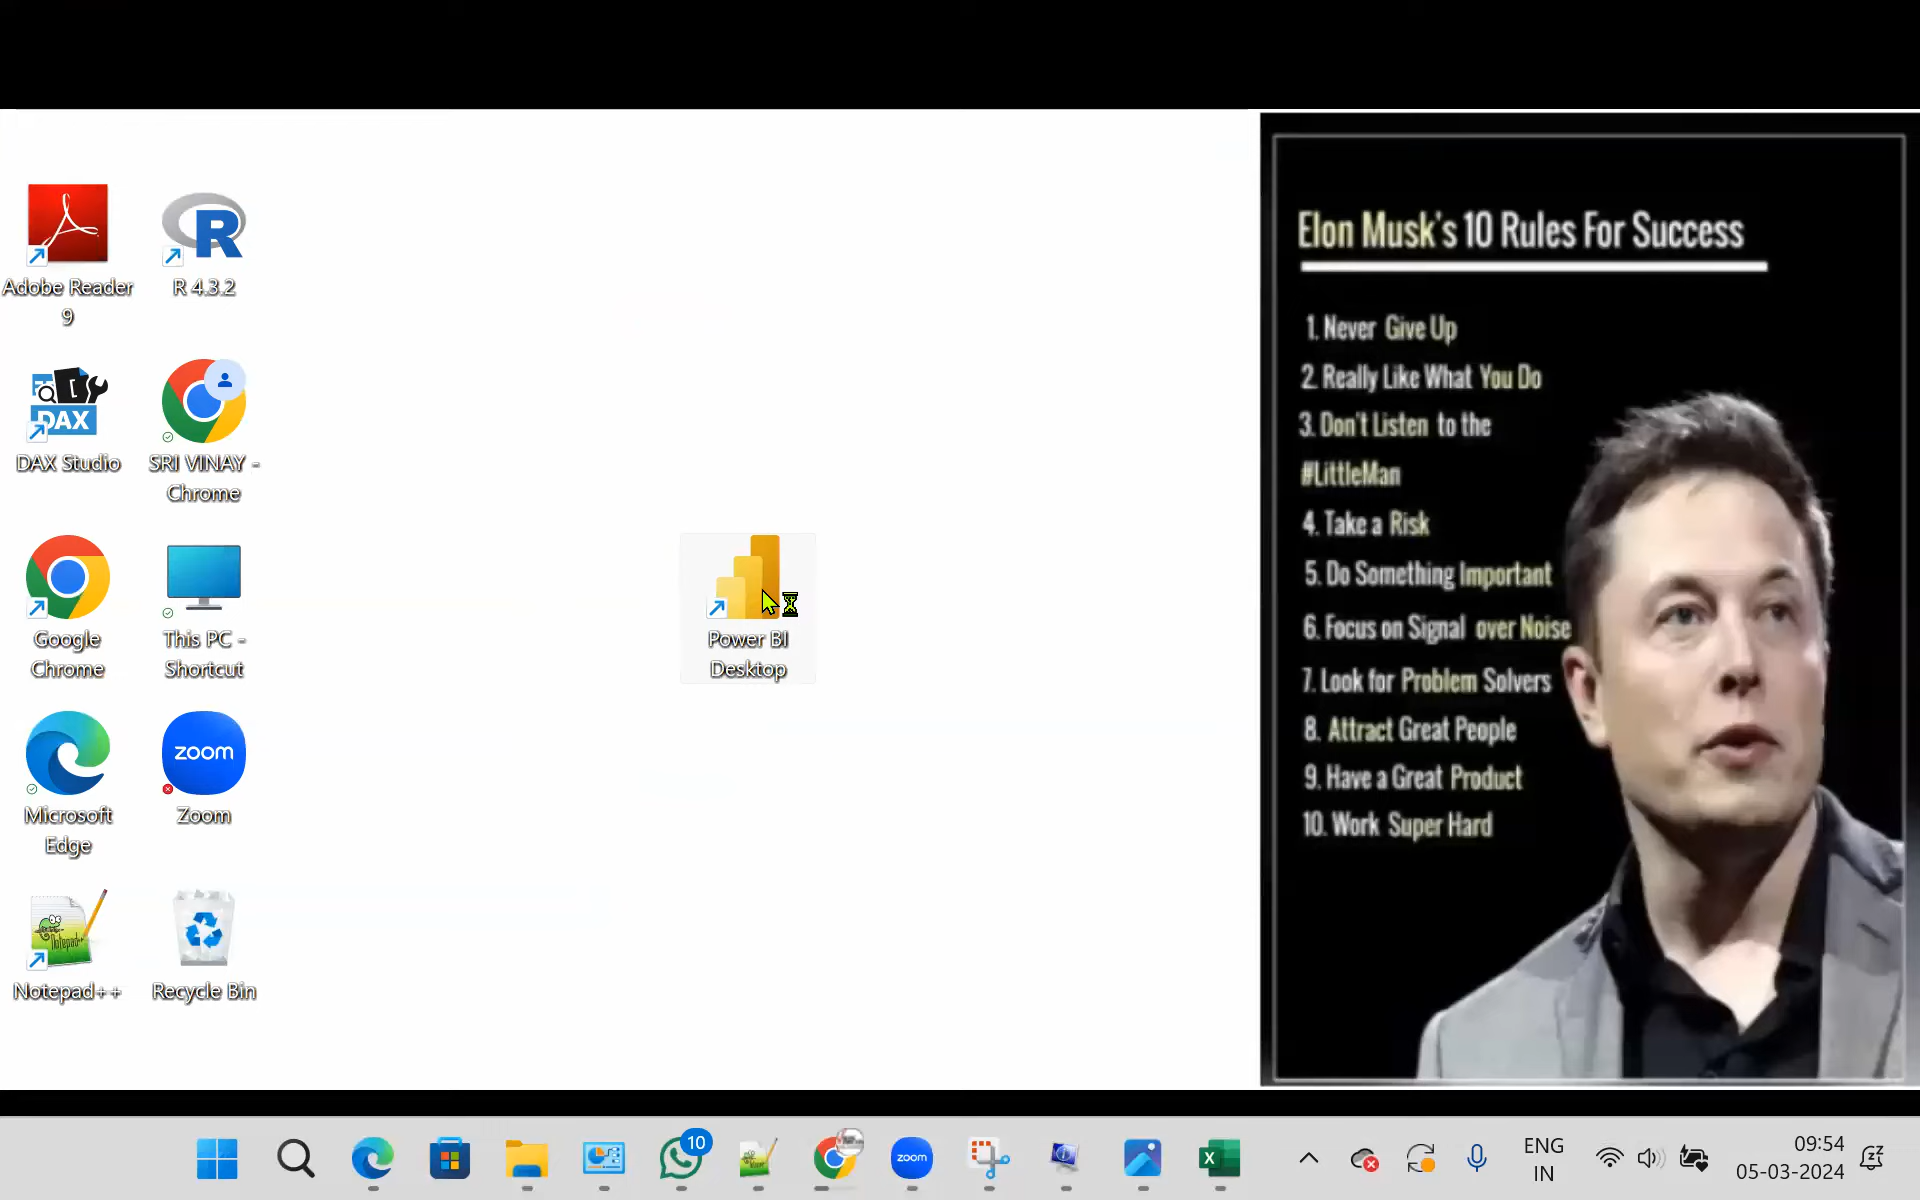 Adobe Reader
9
R 4.3.2
DAX
DAX Studio
SRI VINAY -
Chrome
Google
Chrome
This PC -
Shortcut
Power BI
Desktop
Microsoft
Edge
zoom
Zoom
Notepad++
Notepad++
Recycle Bin
Elon Musk's 10 Rules For Success
1. Never Give Up
2. Really Like What You Do
3. Don't Listen to the
#LittleMan
4. Take a Risk
5. Do Something Important
6. Focus on Signal over Noise
7. Look for Problem Solvers
8. Attract Great People
9. Have a Great Product
10. Work Super Hard
10
zoom
ENG
IN
09:54
05-03-2024